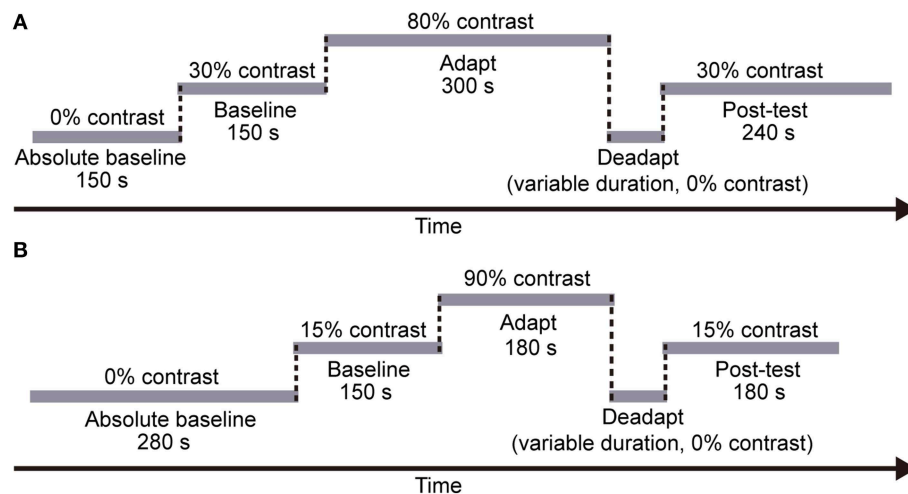 A
80% contrast
30% contrast
Adapt
300 s
30% contrast
0% contrast
Baseline
150 s
Post-test
240 s
Absolute baseline
150 s
Deadapt
(variable duration, 0% contrast)
Time
B
90% contrast
15% contrast
Adapt
180 s
15% contrast
0% contrast
Baseline
150 s
Post-test
180 s
Absolute baseline
280 s
Deadapt
(variable duration, 0% contrast)
Time